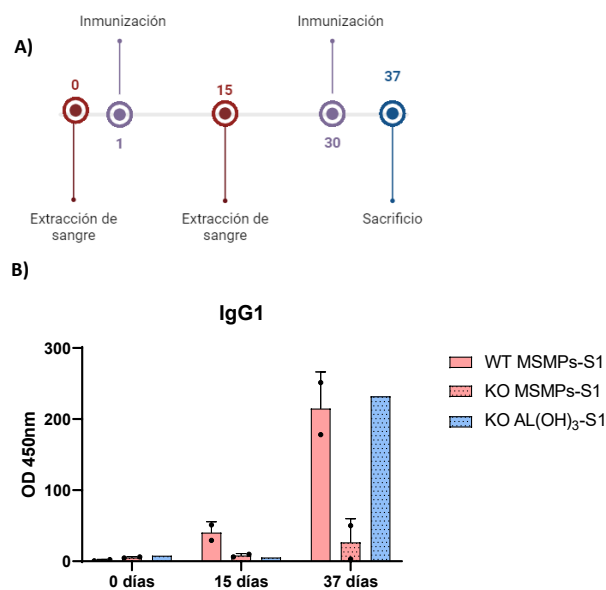 A)
Inmunización
Inmunización
0
15
37
1
30
Extracción de
sangre
Extracción de
sangre
Sacrificio
B)
IgG1
300
200
100
0
OD 450nm
0 días
15 días
37 días
WT MSMPs-S1
KO MSMPs-S1
KO AL(OH)₃-S1